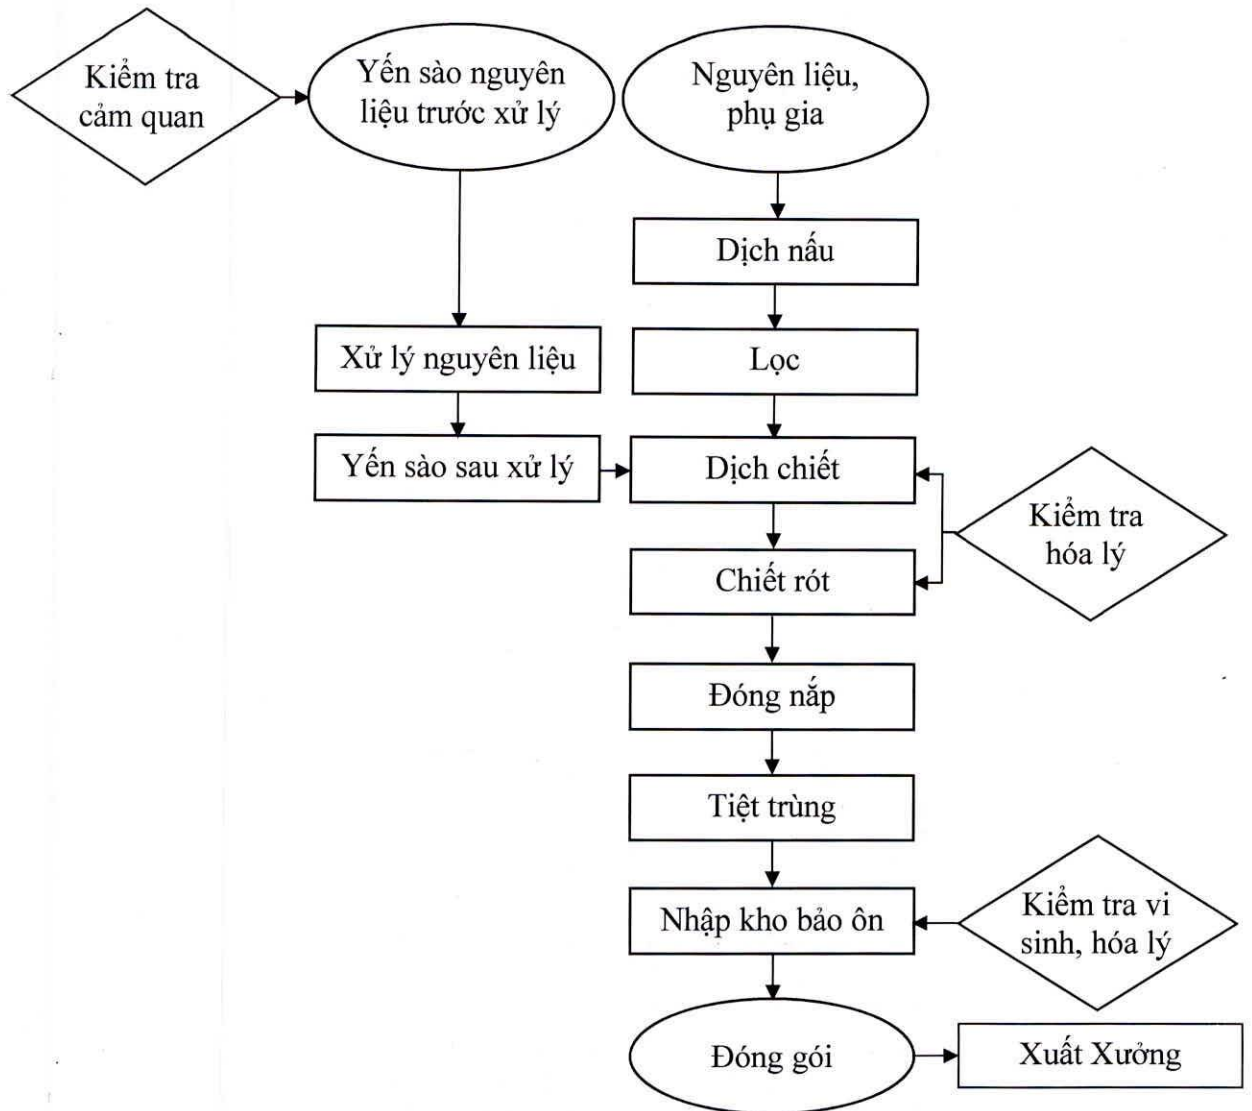 Kiểm tra
cảm quan
Yến sào nguyên
liệu trước xử lý
Nguyên liệu,
phụ gia
Dịch nấu
Xử lý nguyên liệu
Lọc
Yến sào sau xử lý
Dịch chiết
Kiểm tra
hóa lý
Chiết rót
Đóng nắp
Tiệt trùng
Nhập kho bảo ôn
Kiểm tra vi
sinh, hóa lý
Đóng gói
Xuất Xưởng